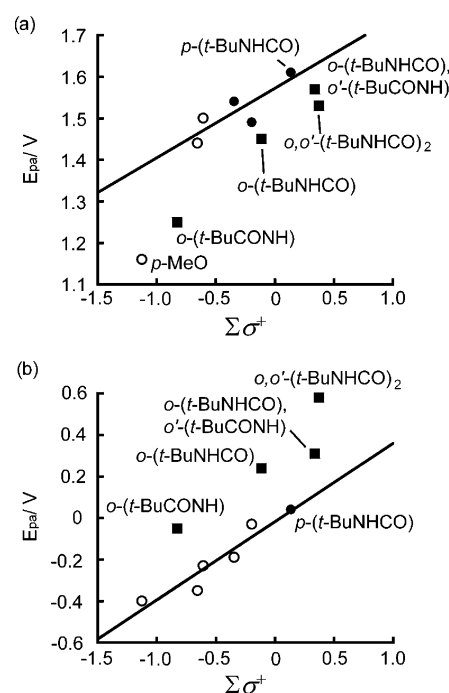 (a)
1.7
1.6
1.5
1.4
1.3
1.2
1.1
Epa/ V
p-(t-BuNHCO)
o-(t-BuNHCO),
o'-(t-BuCONH)
o,o'-(t-BuNHCO)2
o-(t-BuNHCO)
o-(t-BuCONH)
p-MeO
-1.5 -1.0 -0.5 0 0.5 1.0
Σσ+
(b)
0.6
0.4
0.2
0
-0.2
-0.4
-0.6
Epa/ V
o,o'-(t-BuNHCO)2
o-(t-BuNHCO),
o'-(t-BuCONH)
o-(t-BuNHCO)
o-(t-BuCONH)
p-(t-BuNHCO)
-1.5 -1.0 -0.5 0 0.5 1.0
Σσ+